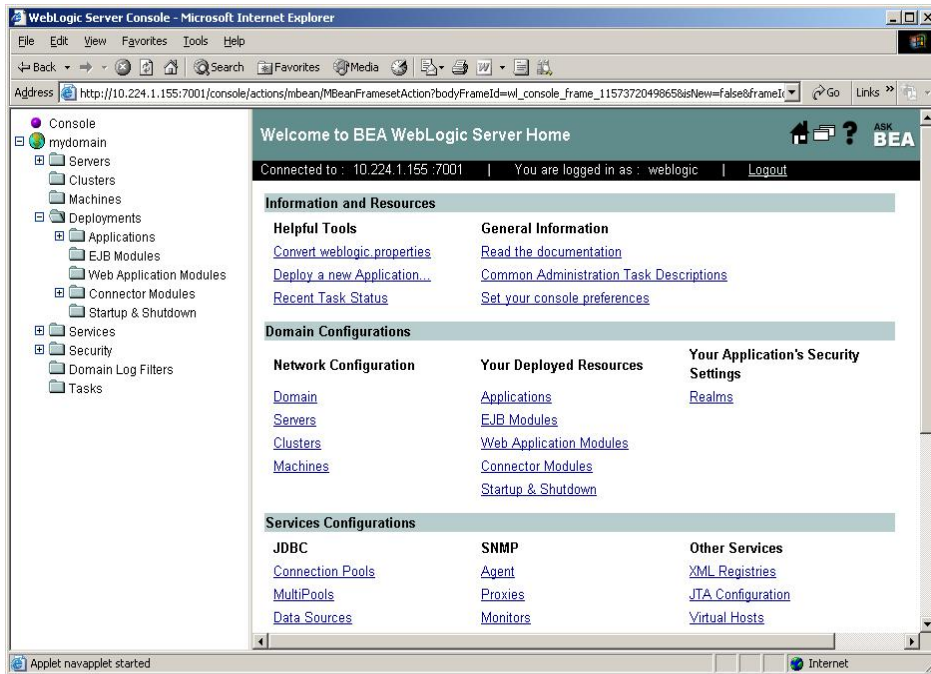 WebLogic Server Console - Microsoft Internet Explorer
File Edit View Favorites Tools Help
Back Search Favorites Media
Address http://10.224.1.155:7001/console/actions/mbean/MBeanFramesetAction?bodyFrameId=wl_console_frame_1157372049865&isNew=false&frameI Go Links »
Console
mydomain
Servers
Clusters
Machines
Deployments
Applications
EJB Modules
Web Application Modules
Connector Modules
Startup & Shutdown
Services
Security
Domain Log Filters
Tasks
Welcome to BEA WebLogic Server Home ? ASK BEA
Connected to : 10.224.1.155 :7001 | You are logged in as : weblogic | Logout
Information and Resources
Helpful Tools General Information
Convert weblogic.properties Read the documentation
Deploy a new Application... Common Administration Task Descriptions
Recent Task Status Set your console preferences
Domain Configurations
Network Configuration Your Deployed Resources Your Application's Security Settings
Domain Applications Realms
Servers EJB Modules
Clusters Web Application Modules
Machines Connector Modules
Startup & Shutdown
Services Configurations
JDBC SNMP Other Services
Connection Pools Agent XML Registries
MultiPools Proxies JTA Configuration
Data Sources Monitors Virtual Hosts
Applet navapplet started Internet